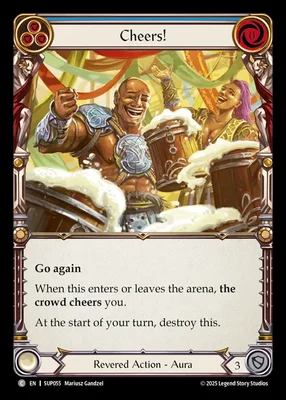 Cheers!
Go again
When this enters or leaves the arena, the
crowd cheers you.
At the start of your turn, destroy this.
Revered Action - Aura
3
C EN | SUP055 Mariusz Gandzel
© 2025 Legend Story Studios